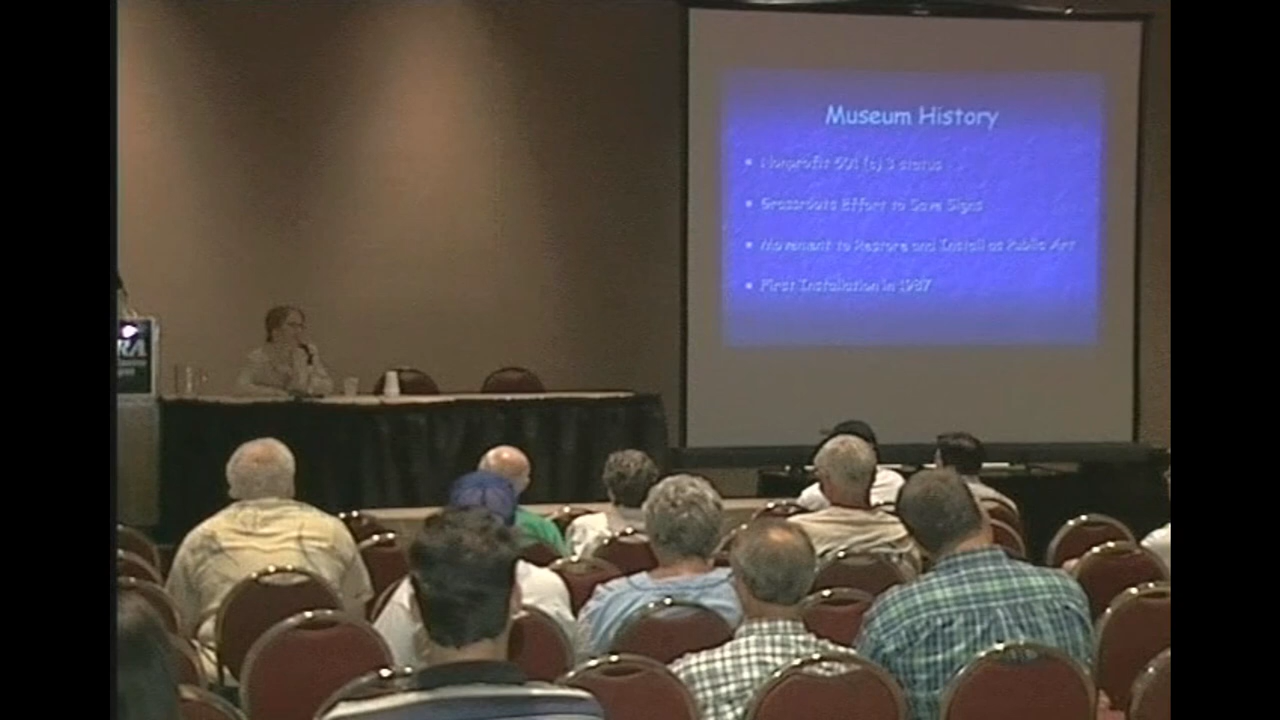 Museum History
• Nonprofit 501 (c) 3 status
• Grassroots Effort to Save Signs
• Movement to Restore and Install as Public Art
• First Installation in 1987
RA